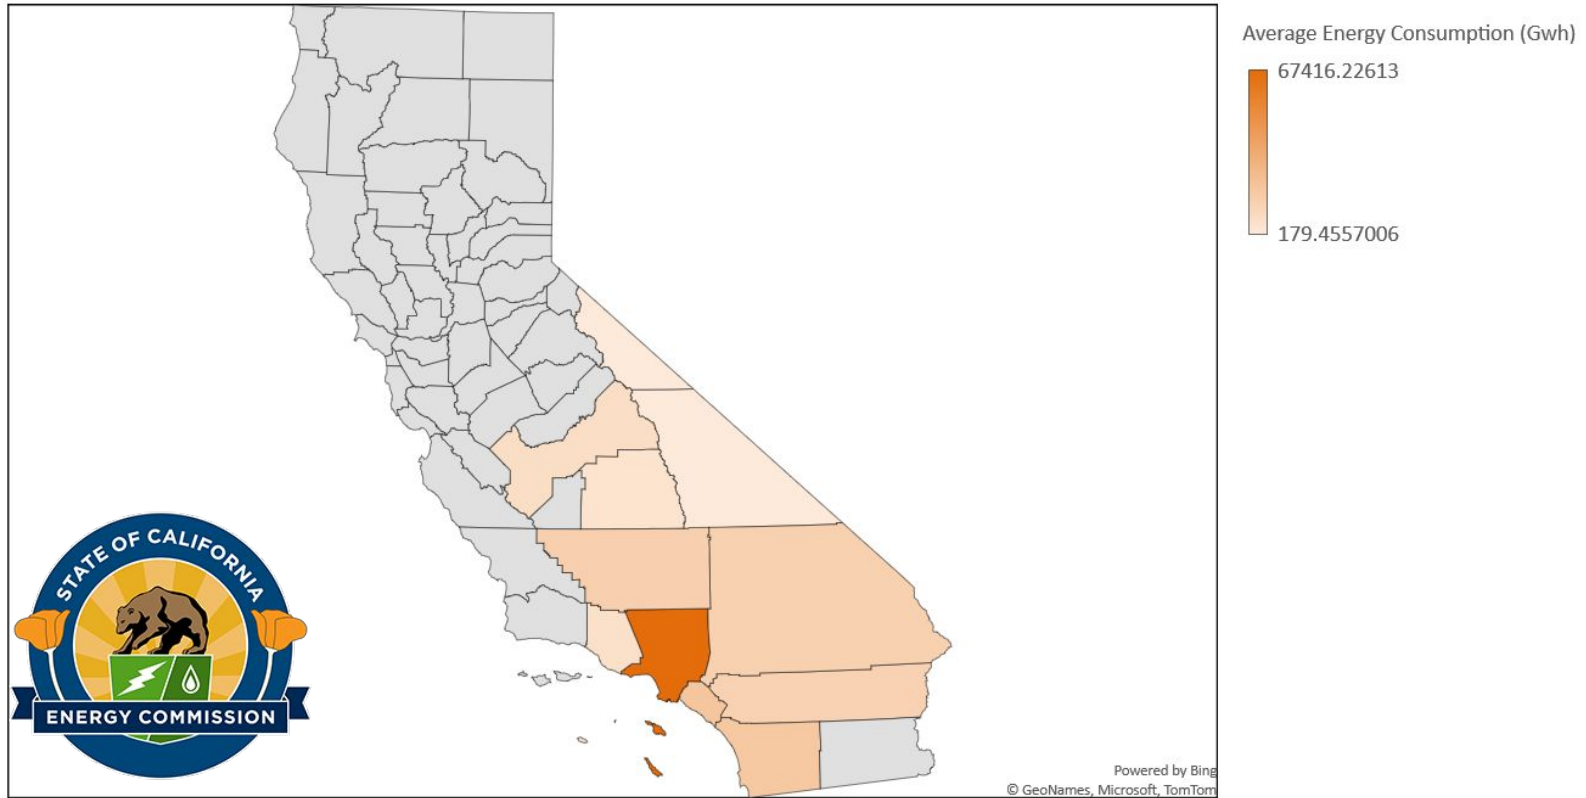 Average Energy Consumption (Gwh)
67416.22613
179.4557006
STATE OF CALIFORNIA
ENERGY COMMISSION
Powered by Bing
© GeoNames, Microsoft, TomTom